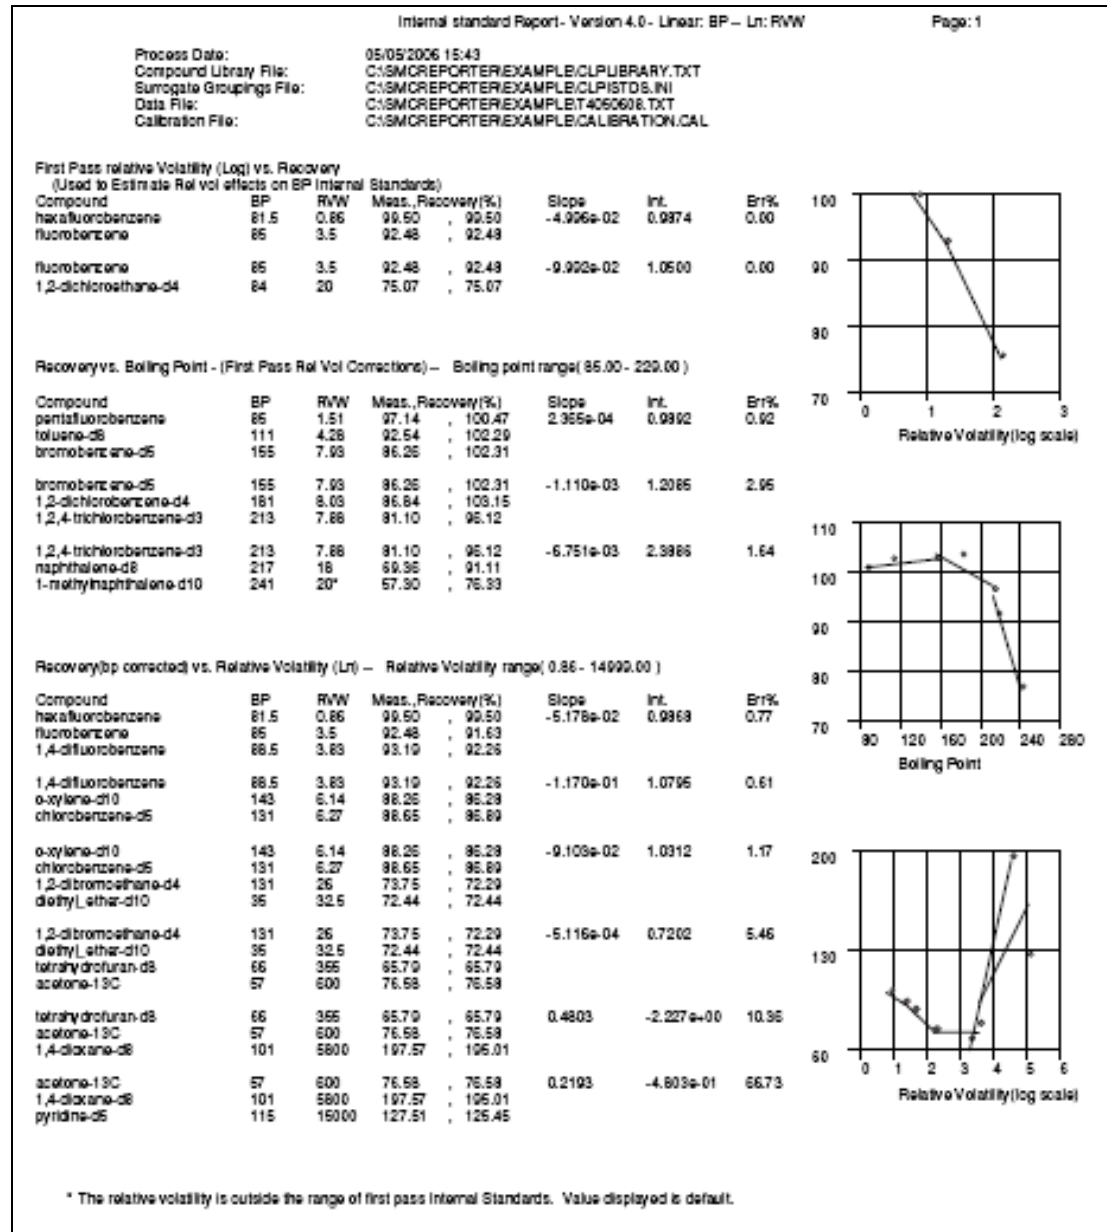 Internal standard Report - Version 4.0 - Linear: BP -- Ln: RVW Page: 1
Process Date: 05/05/2006 15:43
Compound Library File: C:\SMCREPORTER\EXAMPLE\CLPLIBRARY.TXT
Surrogate Groupings File: C:\SMCREPORTER\EXAMPLE\CLPISTDS.INI
Data File: C:\SMCREPORTER\EXAMPLE\T4050608.TXT
Calibration File: C:\SMCREPORTER\EXAMPLE\CALIBRATION.CAL
First Pass relative Volatility (Log) vs. Recovery
(Used to Estimate Rel vol effects on BP Internal Standards)
Compound BP RVW Meas.,Recovery(%) Slope Int. Err%
hexafluorobenzene 81.5 0.86 99.50 , 99.50 -4.996e-02 0.9874 0.00
fluorobenzene 85 3.5 92.48 , 92.48
fluorobenzene 85 3.5 92.48 , 92.48 -9.992e-02 1.0500 0.00
1,2-dichloroethane-d4 84 20 75.07 , 75.07
100
90
80
70
0 1 2 3
Relative Volatility(log scale)
Recovery vs. Boiling Point - (First Pass Rel Vol Corrections) -- Boiling point range( 85.00 - 229.00 )
Compound BP RVW Meas.,Recovery(%) Slope Int. Err%
pentafluorobenzene 85 1.51 97.14 , 100.47 2.365e-04 0.9892 0.92
toluene-d8 111 4.28 92.54 , 102.29
bromobenzene-d5 155 7.93 86.26 , 102.31
bromobenzene-d5 155 7.93 86.26 , 102.31 -1.110e-03 1.2085 2.95
1,2-dichlorobenzene-d4 181 8.03 86.84 , 103.15
1,2,4-trichlorobenzene-d3 213 7.88 81.10 , 96.12
1,2,4-trichlorobenzene-d3 213 7.88 81.10 , 96.12 -6.751e-03 2.3886 1.64
naphthalene-d8 217 18 69.36 , 91.11
1-methylnaphthalene-d10 241 20* 57.30 , 76.33
110
100
90
80
70
80 120 160 200 240 280
Boiling Point
Recovery(bp corrected) vs. Relative Volatility (Ln) -- Relative Volatility range( 0.86 - 14999.00 )
Compound BP RVW Meas.,Recovery(%) Slope Int. Err%
hexafluorobenzene 81.5 0.86 99.50 , 99.50 -5.178e-02 0.9868 0.77
fluorobenzene 85 3.5 92.48 , 91.63
1,4-difluorobenzene 88.5 3.83 93.19 , 92.26
1,4-difluorobenzene 88.5 3.83 93.19 , 92.26 -1.170e-01 1.0795 0.61
o-xylene-d10 143 6.14 88.26 , 86.28
chlorobenzene-d5 131 6.27 88.65 , 86.89
o-xylene-d10 143 6.14 88.26 , 86.28 -9.103e-02 1.0312 1.17
chlorobenzene-d5 131 6.27 88.65 , 86.89
1,2-dibromoethane-d4 131 26 73.75 , 72.29
diethyl_ether-d10 35 32.5 72.44 , 72.44
1,2-dibromoethane-d4 131 26 73.75 , 72.29 -5.116e-04 0.7202 5.46
diethyl_ether-d10 35 32.5 72.44 , 72.44
tetrahydrofuran-d8 66 355 65.79 , 65.79
acetone-13C 57 600 76.58 , 76.58
tetrahydrofuran-d8 66 355 65.79 , 65.79 0.4803 -2.227e+00 10.36
acetone-13C 57 600 76.58 , 76.58
1,4-dioxane-d8 101 5800 197.57 , 195.01
acetone-13C 57 600 76.58 , 76.58 0.2193 -4.803e-01 66.73
1,4-dioxane-d8 101 5800 197.57 , 195.01
pyridine-d5 115 15000 127.51 , 125.45
200
130
60
0 1 2 3 4 5 6
Relative Volatility(log scale)
* The relative volatility is outside the range of first pass Internal Standards. Value displayed is default.